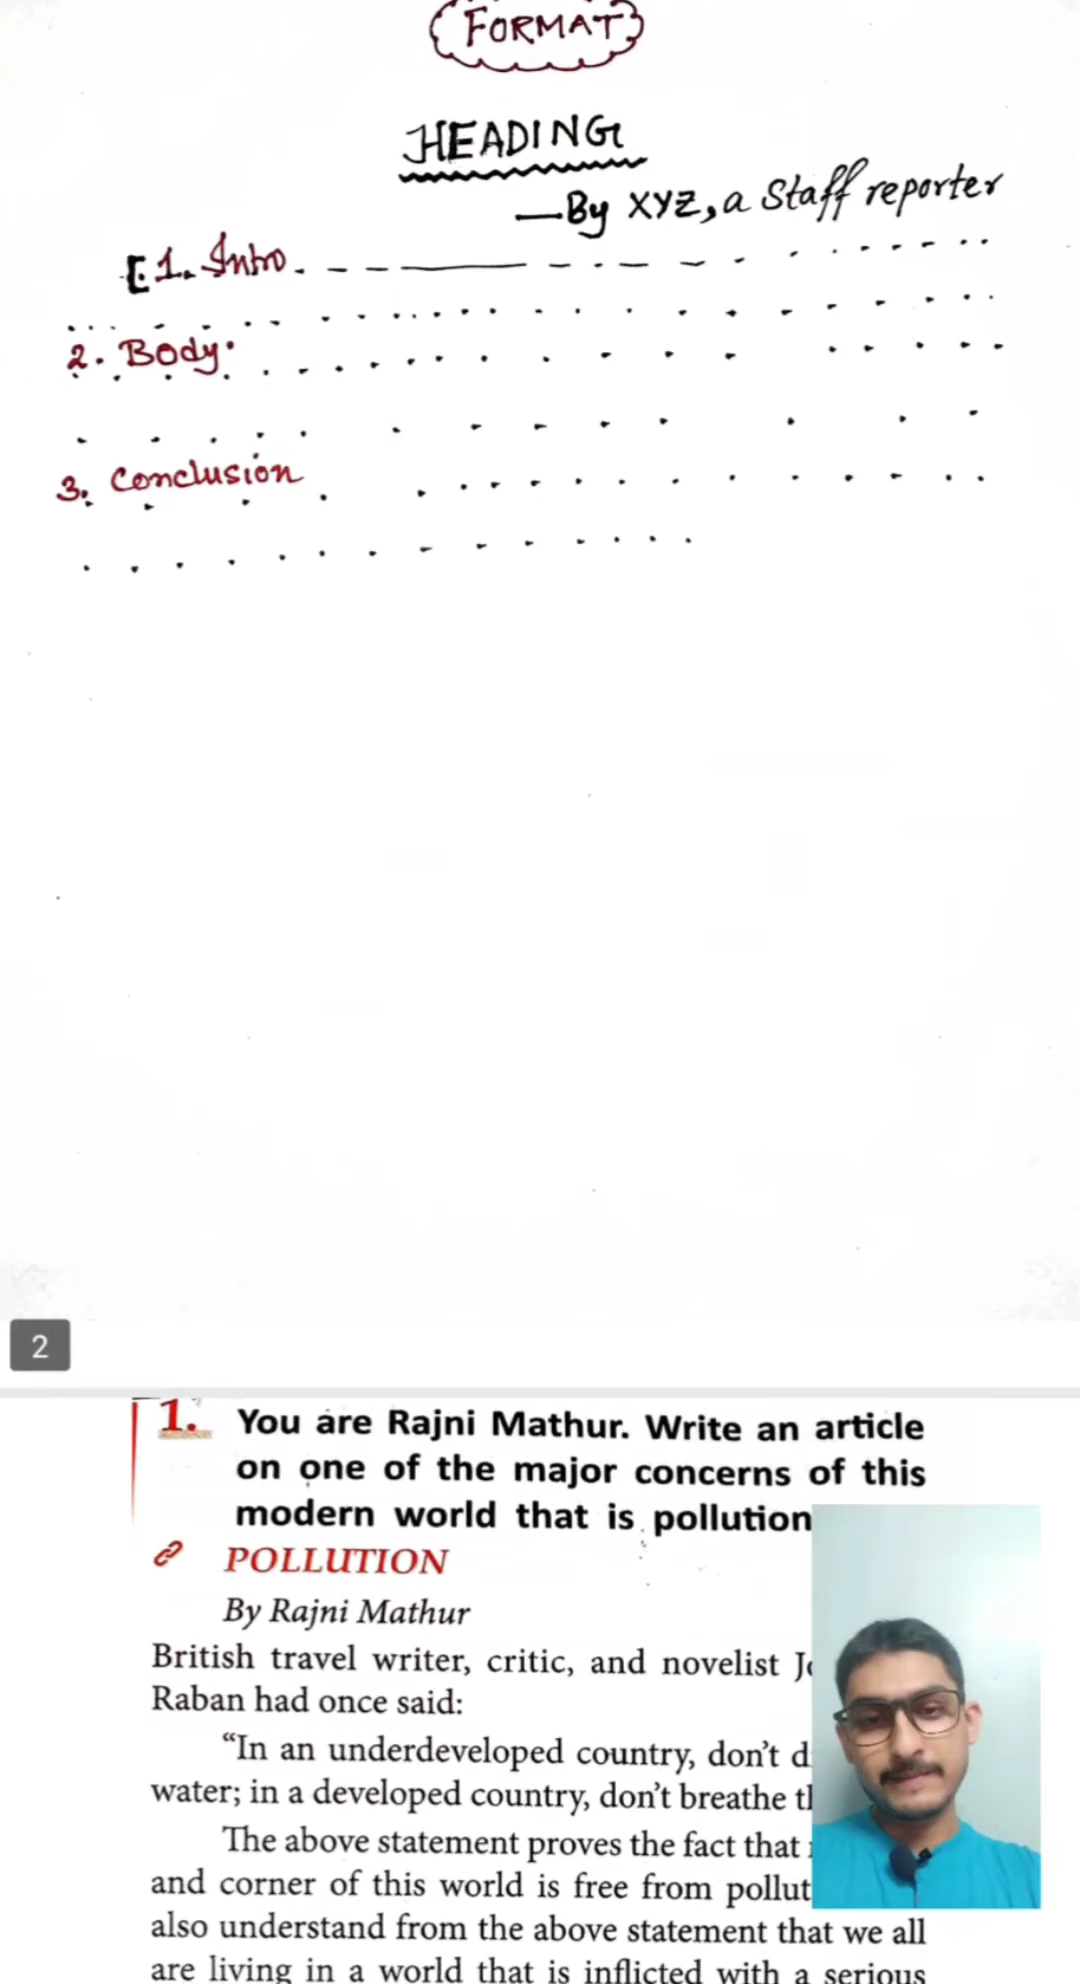 FORMAT
HEADING
—By XYZ, a Staff reporter
[1. Intro.
2. Body:
3. Conclusion
2
1. You are Rajni Mathur. Write an article
on one of the major concerns of this
modern world that is pollution
POLLUTION
By Rajni Mathur
British travel writer, critic, and novelist
Raban had once said:
“In an underdeveloped country, don’t
water; in a developed country, don’t breathe
The above statement proves the fact that
and corner of this world is free from
also understand from the above statement that we all
are living in a world that is inflicted with a serious